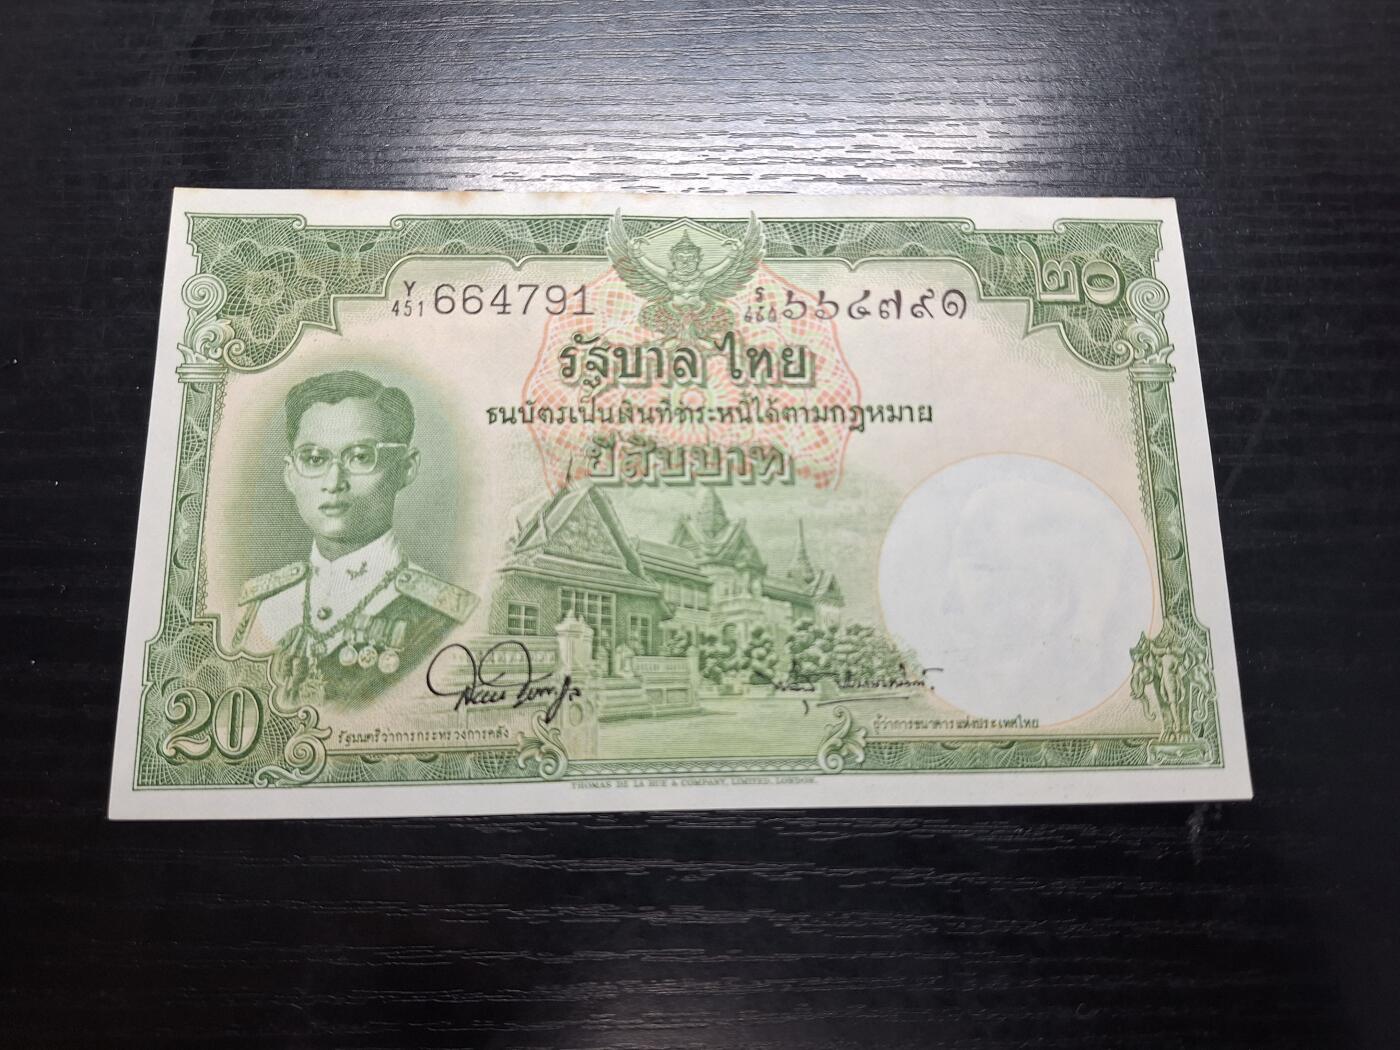 ๒๐
Y
451 664791
ร ๖๖๔๗๙๑
รัฐบาลไทย
ธนบัตรเป็นเงินที่ชำระหนี้ได้ตามกฎหมาย
ยี่สิบบาท
20
รัฐมนตรีว่าการกระทรวงการคลัง
ผู้ว่าการธนาคารแห่งประเทศไทย
THOMAS DE LA RUE & COMPANY, LIMITED, LONDON.